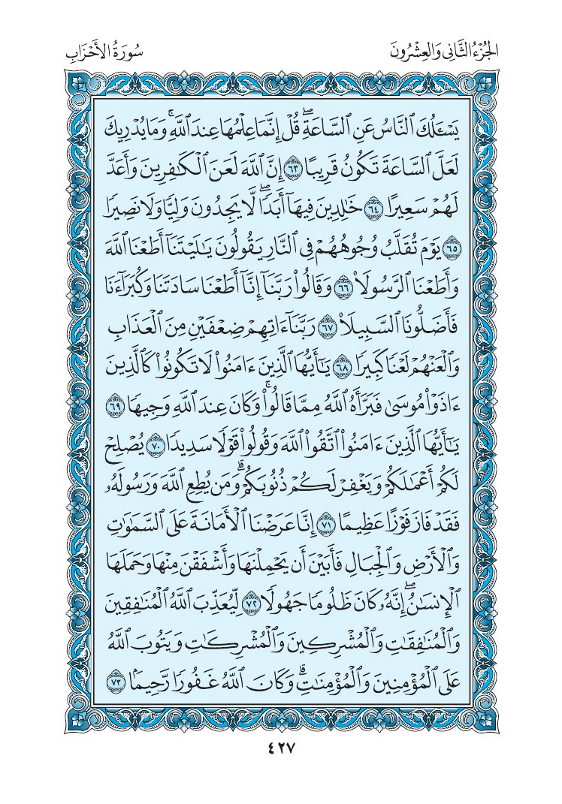 الجُزْءُ الثَّانِي وَالعِشْرُونَ
سُورَةُ الأَحْزَابِ
يَسْـَٔلُكَ ٱلنَّاسُ عَنِ ٱلسَّاعَةِۖ قُلْ إِنَّمَا عِلْمُهَا عِندَ ٱللَّهِۚ وَمَا يُدْرِيكَ
لَعَلَّ ٱلسَّاعَةَ تَكُونُ قَرِيبًا ٦٣ إِنَّ ٱللَّهَ لَعَنَ ٱلْكَٰفِرِينَ وَأَعَدَّ
لَهُمْ سَعِيرًا ٦٤ خَٰلِدِينَ فِيهَآ أَبَدًاۖ لَّا يَجِدُونَ وَلِيًّا وَلَا نَصِيرًا
٦٥ يَوْمَ تُقَلَّبُ وُجُوهُهُمْ فِى ٱلنَّارِ يَقُولُونَ يَٰلَيْتَنَآ أَطَعْنَا ٱللَّهَ
وَأَطَعْنَا ٱلرَّسُولَا۠ ٦٦ وَقَالُوا۟ رَبَّنَآ إِنَّآ أَطَعْنَا سَادَتَنَا وَكُبَرَآءَنَا
فَأَضَلُّونَا ٱلسَّبِيلَا۠ ٦٧ رَبَّنَآ ءَاتِهِمْ ضِعْفَيْنِ مِنَ ٱلْعَذَابِ
وَٱلْعَنْهُمْ لَعْنًا كَبِيرًا ٦٨ يَٰٓأَيُّهَا ٱلَّذِينَ ءَامَنُوا۟ لَا تَكُونُوا۟ كَٱلَّذِينَ
ءَاذَوْا۟ مُوسَىٰ فَبَرَّأَهُ ٱللَّهُ مِمَّا قَالُوا۟ۚ وَكَانَ عِندَ ٱللَّهِ وَجِيهًا ٦٩
يَٰٓأَيُّهَا ٱلَّذِينَ ءَامَنُوا۟ ٱتَّقُوا۟ ٱللَّهَ وَقُولُوا۟ قَوْلًا سَدِيدًا ٧٠ يُصْلِحْ
لَكُمْ أَعْمَٰلَكُمْ وَيَغْفِرْ لَكُمْ ذُنُوبَكُمْۗ وَمَن يُطِعِ ٱللَّهَ وَرَسُولَهُۥ
فَقَدْ فَازَ فَوْزًا عَظِيمًا ٧١ إِنَّا عَرَضْنَا ٱلْأَمَانَةَ عَلَى ٱلسَّمَٰوَٰتِ
وَٱلْأَرْضِ وَٱلْجِبَالِ فَأَبَيْنَ أَن يَحْمِلْنَهَا وَأَشْفَقْنَ مِنْهَا وَحَمَلَهَا
ٱلْإِنسَٰنُۖ إِنَّهُۥ كَانَ ظَلُومًا جَهُولًا ٧٢ لِّيُعَذِّبَ ٱللَّهُ ٱلْمُنَٰفِقِينَ
وَٱلْمُنَٰفِقَٰتِ وَٱلْمُشْرِكِينَ وَٱلْمُشْرِكَٰتِ وَيَتُوبَ ٱللَّهُ
عَلَى ٱلْمُؤْمِنِينَ وَٱلْمُؤْمِنَٰتِۗ وَكَانَ ٱللَّهُ غَفُورًا رَّحِيمًۢا ٧٣
٤٢٧